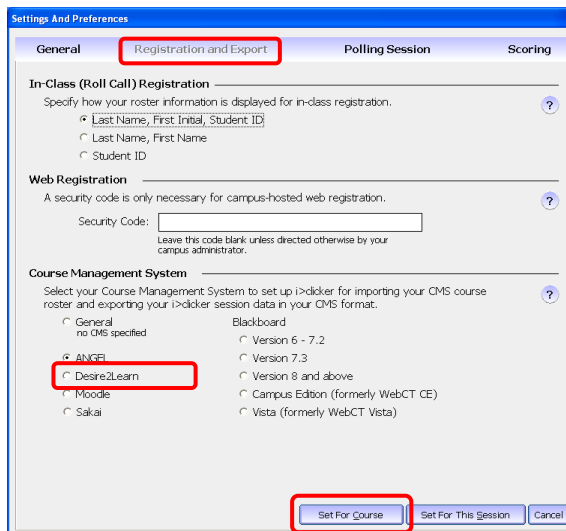 Settings And Preferences
General Registration and Export Polling Session Scoring
In-Class (Roll Call) Registration
Specify how your roster information is displayed for in-class registration.
?
Last Name, First Initial, Student ID
Last Name, First Name
Student ID
Web Registration
A security code is only necessary for campus-hosted web registration.
?
Security Code:
Leave this code blank unless directed otherwise by your
campus administrator.
Course Management System
Select your Course Management System to set up i>clicker for importing your CMS course
roster and exporting your i>clicker session data in your CMS format.
?
General
no CMS specified
ANGEL
Desire2Learn
Moodle
Sakai
Blackboard
Version 6 - 7.2
Version 7.3
Version 8 and above
Campus Edition (formerly WebCT CE)
Vista (formerly WebCT Vista)
Set For Course Set For This Session Cancel